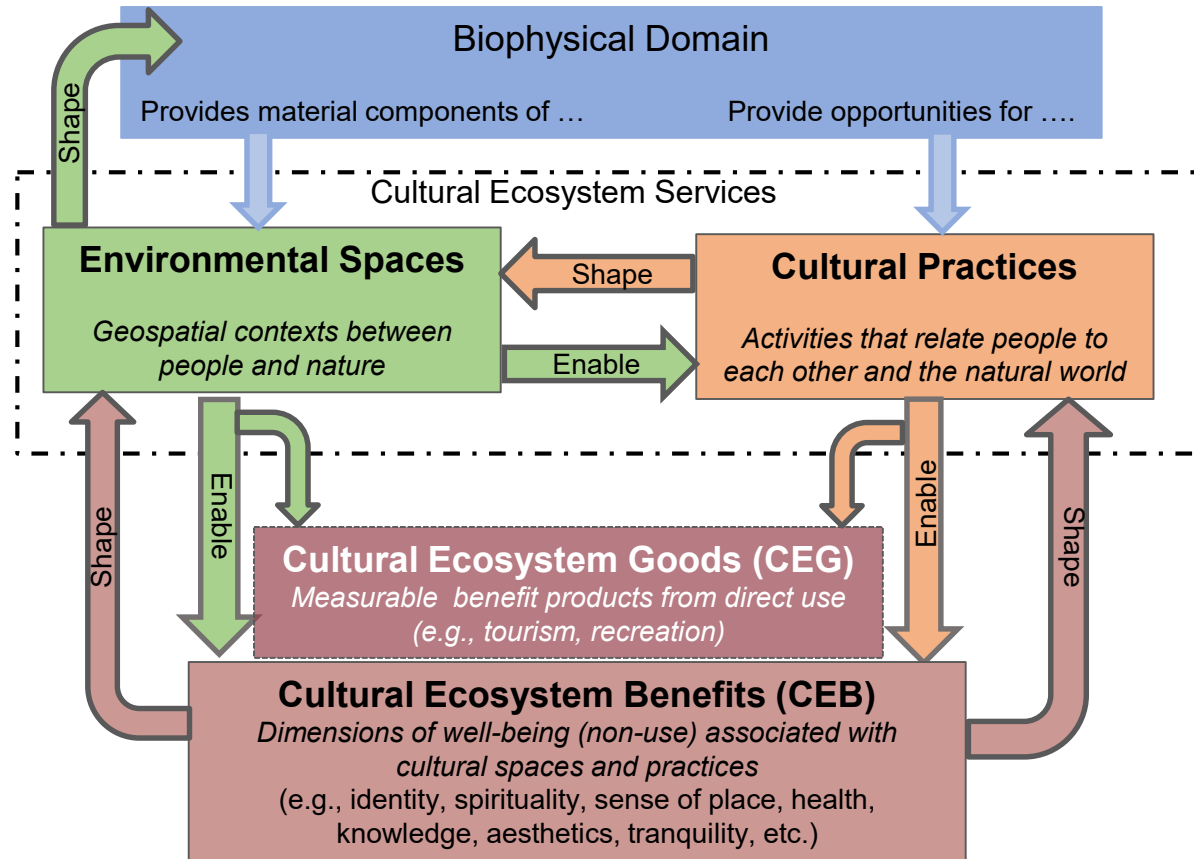 Biophysical Domain
Provides material components of …
Provide opportunities for ….
Shape
Cultural Ecosystem Services
Environmental Spaces
Geospatial contexts between
people and nature
Shape
Enable
Cultural Practices
Activities that relate people to
each other and the natural world
Shape
Enable
Enable
Shape
Cultural Ecosystem Goods (CEG)
Measurable benefit products from direct use
(e.g., tourism, recreation)
Cultural Ecosystem Benefits (CEB)
Dimensions of well-being (non-use) associated with
cultural spaces and practices
(e.g., identity, spirituality, sense of place, health,
knowledge, aesthetics, tranquility, etc.)